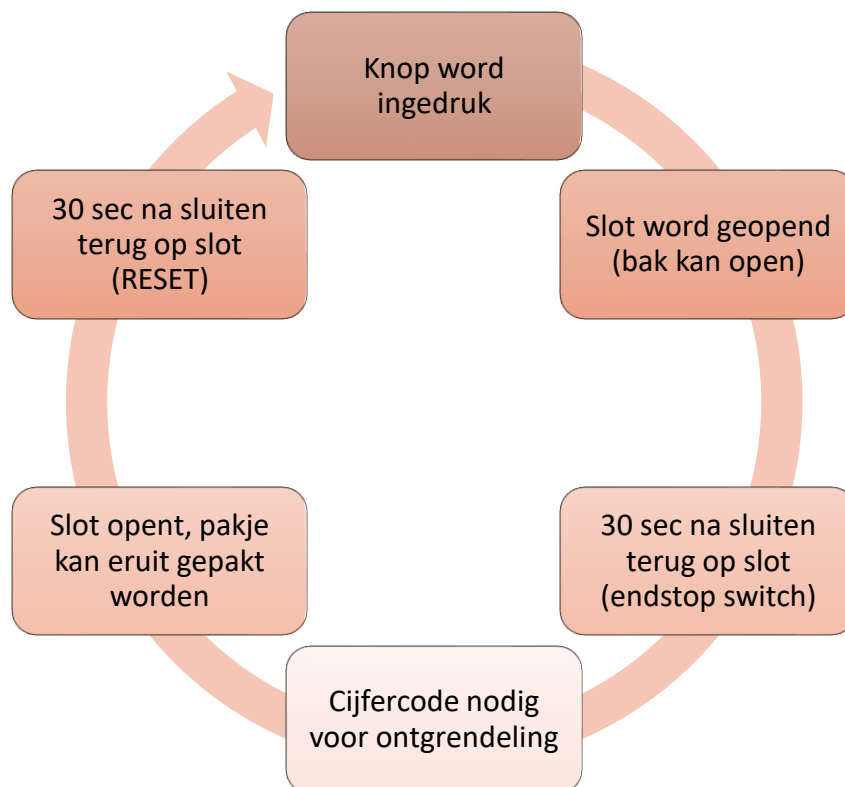 Knop word
ingedruk
Slot word geopend
(bak kan open)
30 sec na sluiten
terug op slot
(endstop switch)
Cijfercode nodig
voor ontgrendeling
Slot opent, pakje
kan eruit gepakt
worden
30 sec na sluiten
terug op slot
(RESET)